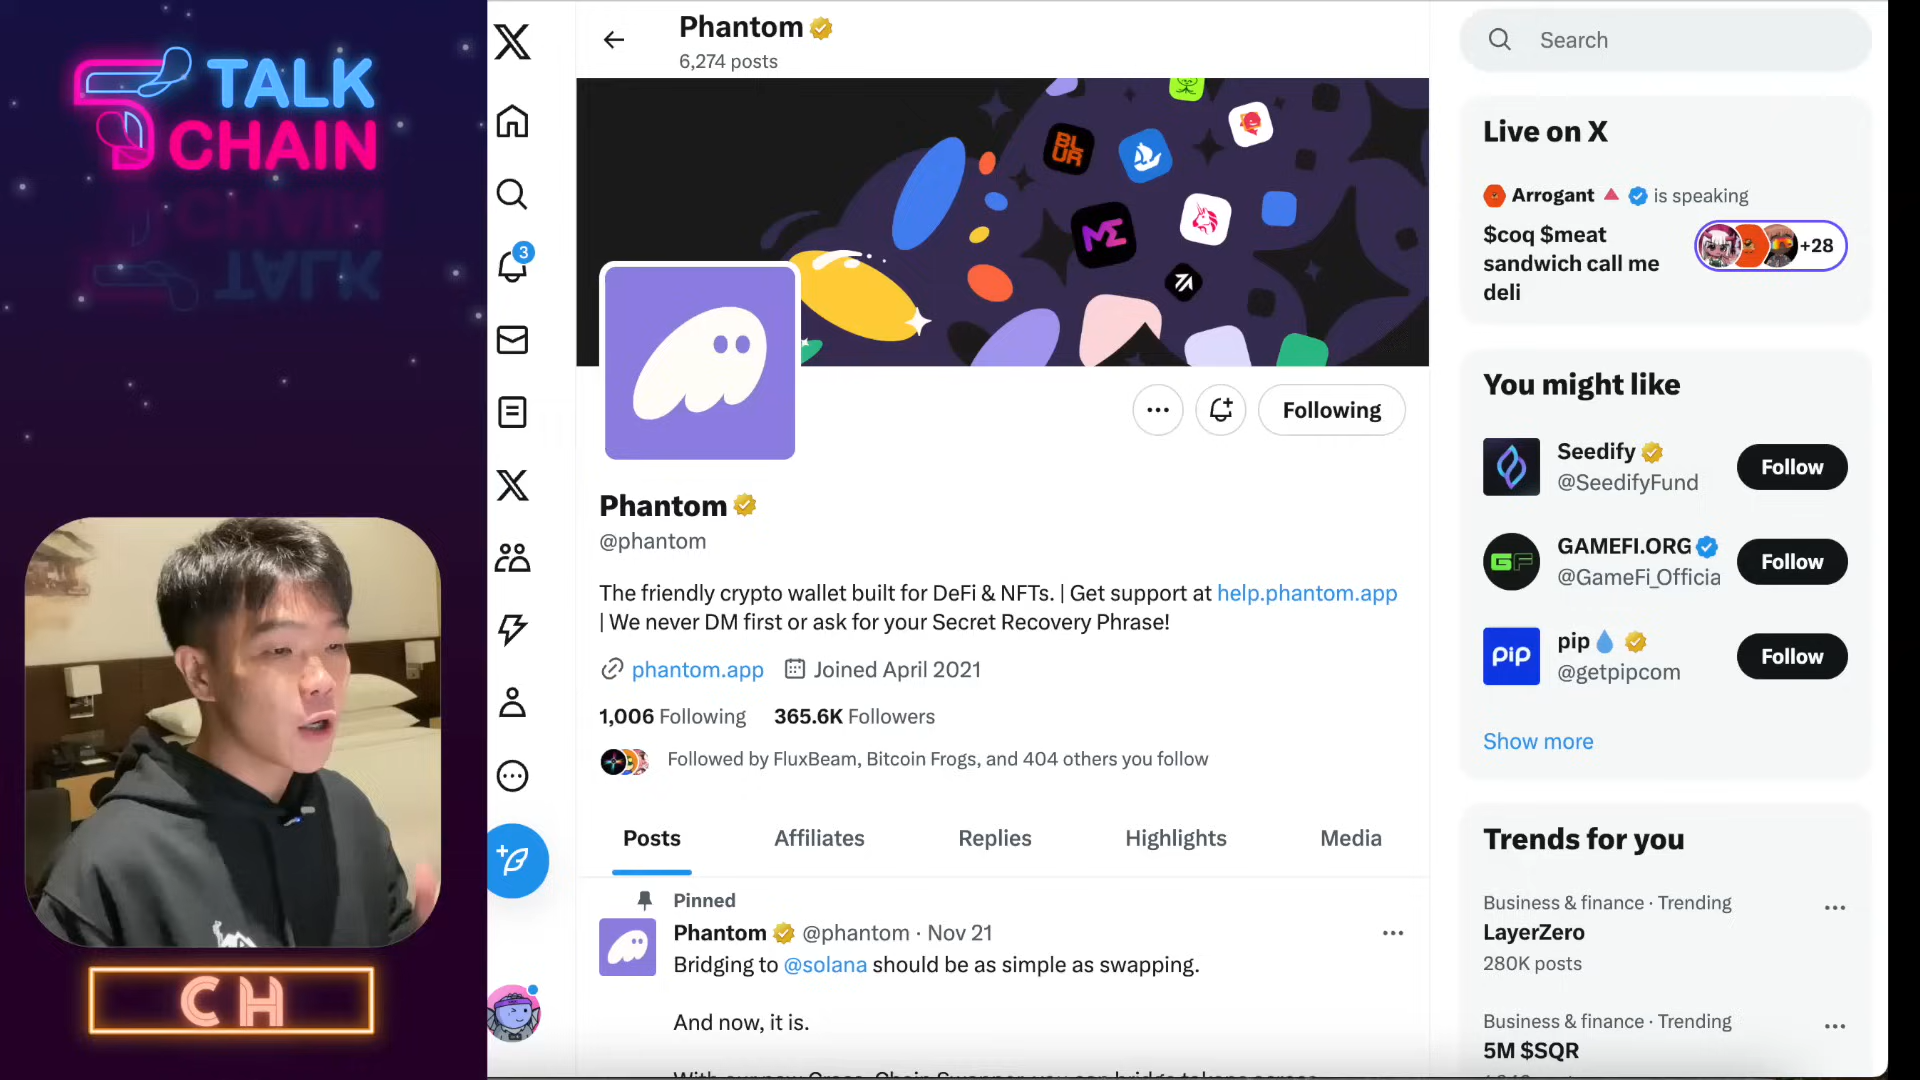 TALK
CHAIN
CH
Phantom
6,274 posts
BL
UR
ME
Following
Phantom
@phantom
The friendly crypto wallet built for DeFi & NFTs. | Get support at help.phantom.app
| We never DM first or ask for your Secret Recovery Phrase!
phantom.app Joined April 2021
1,006 Following 365.6K Followers
Followed by FluxBeam, Bitcoin Frogs, and 404 others you follow
Posts Affiliates Replies Highlights Media
Pinned
Phantom @phantom · Nov 21
Bridging to @solana should be as simple as swapping.
And now, it is.
3
Search
Live on X
Arrogant is speaking
$coq $meat
sandwich call me
deli
+28
You might like
Seedify
@SeedifyFund
Follow
GF
GAMEFI.ORG
@GameFi_Officia
Follow
pip
pip
@getpipcom
Follow
Show more
Trends for you
Business & finance · Trending
LayerZero
280K posts
Business & finance · Trending
5M $SQR